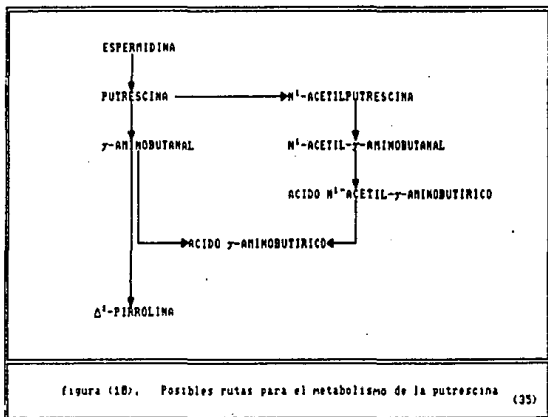 ESPERMIDINA
PUTRESCINA
N¹-ACETILPUTRESCINA
γ-AMINOBUTANAL
N¹-ACETIL-γ-AMINOBUTANAL
ACIDO N¹-ACETIL-γ-AMINOBUTIRICO
ACIDO γ-AMINOBUTIRICO
Δ¹-PIRROLINA
figura (10). Posibles rutas para el metabolismo de la putrescina (35)